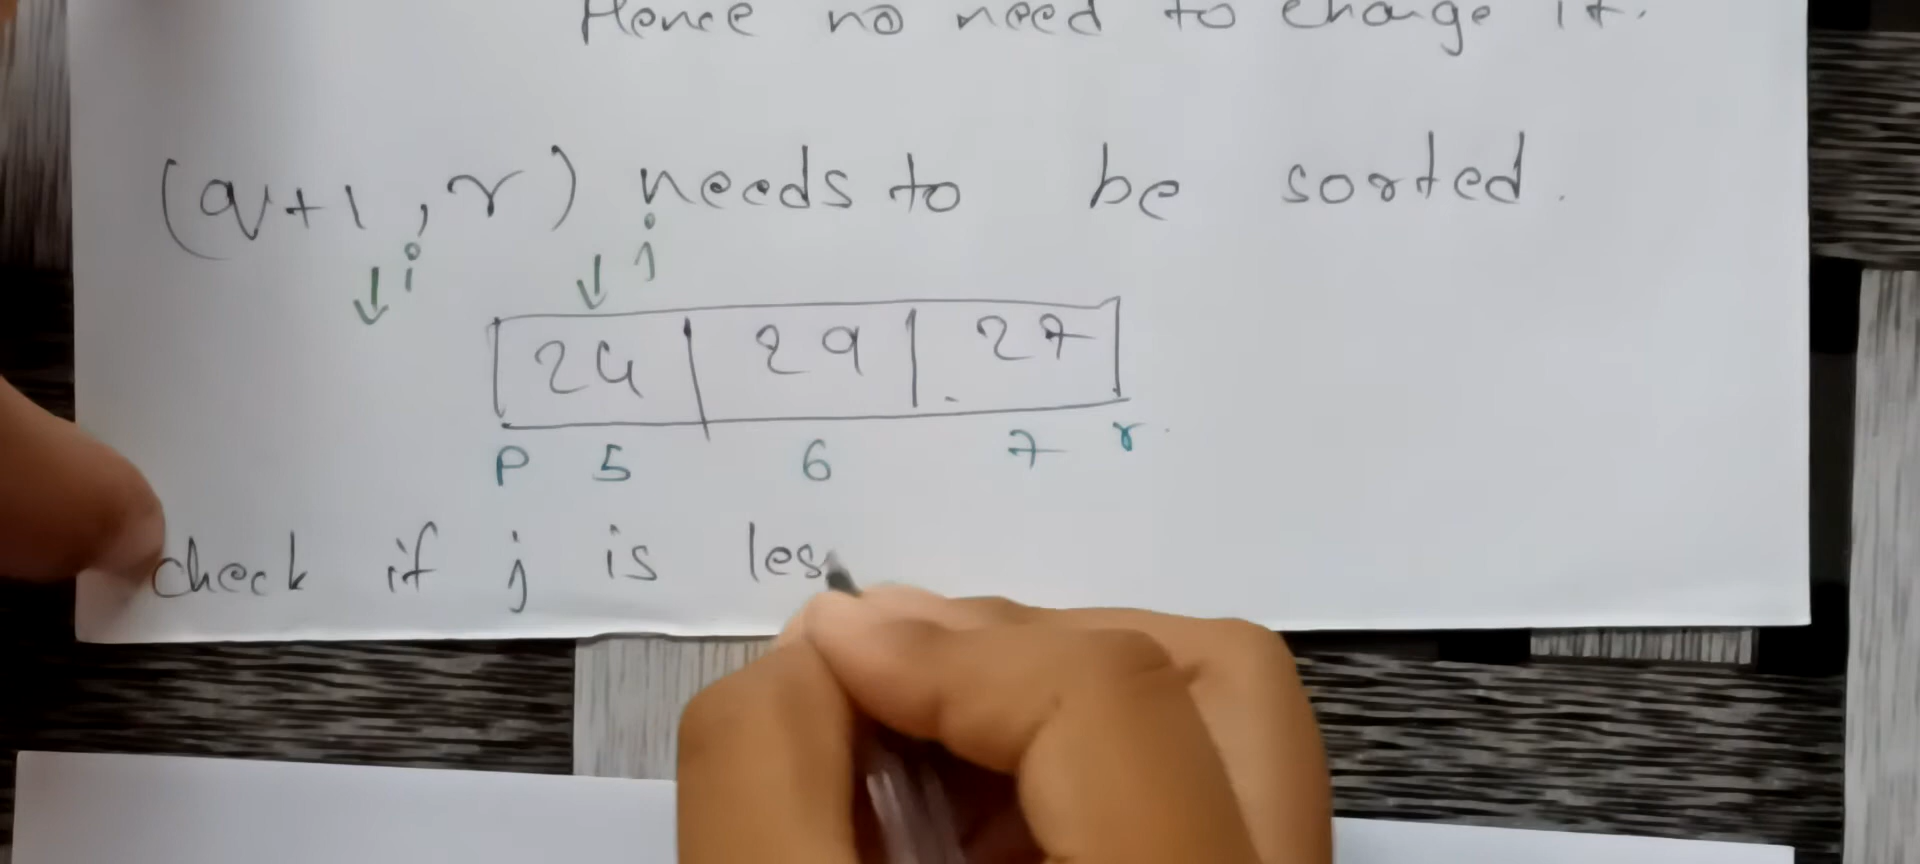 Hence no need to change it.
(q+1, r) needs to be sorted.
i j
24 29 27
p 5 6 7 r
check if j is les